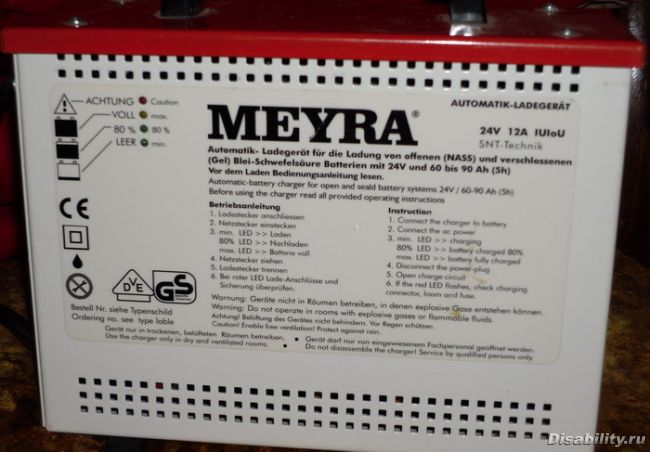 ACHTUNG Caution
VOLL max.
80 % 80 %
LEER min.
MEYRA®
AUTOMATIK-LADEGERÄT
24V 12A IUIoU
SNT-Technik
Automatik- Ladegerät für die Ladung von offenen (NASS) und verschlossenen
(Gel) Blei-Schwefelsäure Batterien mit 24V und 60 bis 90 Ah (5h)
Vor dem Laden Bedienungsanleitung lesen.
Automatic-battery charger for open and seald battery systems 24V / 60-90 Ah (5h)
Before using the charger read all provided operating instructions
Betriebsanleitung
1. Ladestecker anschliessen
2. Netzstecker einstecken
3. min. LED >> Laden
80% LED >> Nachladen
max. LED >> Batterie voll
4. Netzstecker ziehen
5. Ladestecker trennen
6. Bei roter LED Lade-Anschlüsse und
Sicherung überprüfen.
Instruction
1. Connect the charger to battery
2. Connect the ac power
3. min. LED >> charging
80% LED >> battery charged 80%
max. LED >> battery fully charged
4. Disconnect the power-plug
5. Open charge circuit
6. If the red LED flashes, check charging
connector, loom and fuse.
CE
VDE
GS
Bestell Nr. siehe Typenschild
Ordering no. see type lable
Warnung: Geräte nicht in Räumen betreiben, in denen explosive Gase entstehen können.
Warning: Do not operate in rooms with explosive gases or flammable fluids.
Achtung! Belüftung des Gerätes nicht behindern. Vor Regen schützen.
Caution! Enable free ventilation! Protect against rain.
Gerät nur in trockenen, belüfteten Räumen betreiben.
Use the charger only in dry and ventilated rooms.
Gerät darf nur von eingewiesenem Fachpersonal geöffnet werden.
Do not disassemble the charger! Service by qualified persons only.
Disability.ru